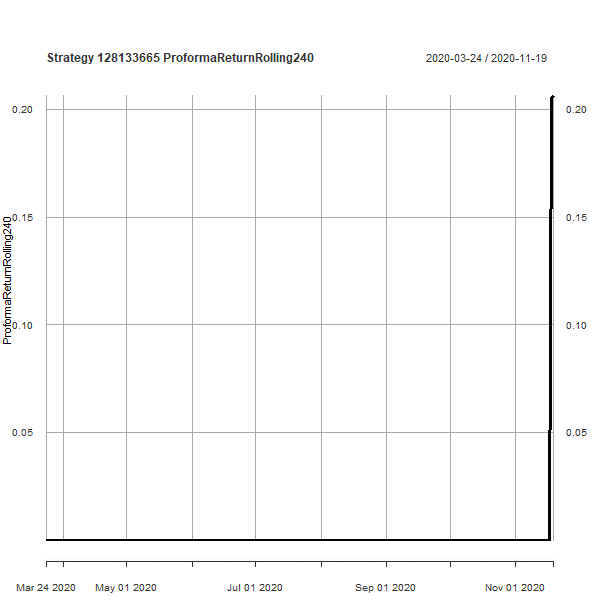 Strategy 128133665 ProformaReturnRolling240
2020-03-24 / 2020-11-19
ProformaReturnRolling240
0.20
0.15
0.10
0.05
0.20
0.15
0.10
0.05
Mar 24 2020
May 01 2020
Jul 01 2020
Sep 01 2020
Nov 01 2020